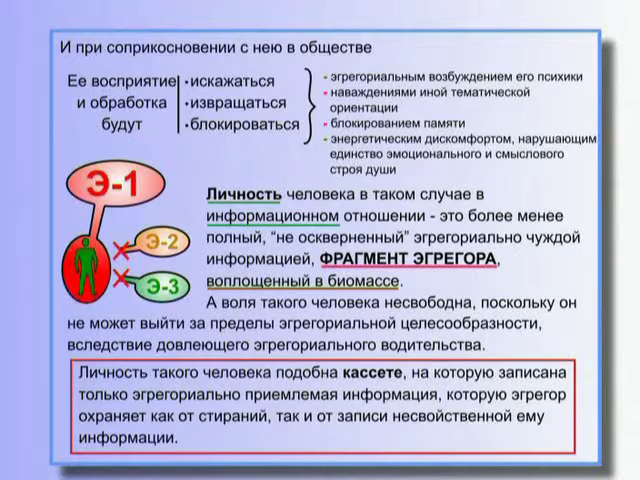 И при соприкосновении с нею в обществе
Ее восприятие
и обработка
будут
·искажаться
·извращаться
·блокироваться
- эгрегориальным возбуждением его психики
- наваждениями иной тематической
ориентации
- блокированием памяти
- энергетическим дискомфортом, нарушающим
единство эмоционального и смыслового
строя души
Э-1
Э-2
Э-3
Личность человека в таком случае в
информационном отношении - это более менее
полный, "не оскверненный" эгрегориально чуждой
информацией, ФРАГМЕНТ ЭГРЕГОРА,
воплощенный в биомассе.
А воля такого человека несвободна, поскольку он
не может выйти за пределы эгрегориальной целесообразности,
вследствие довлеющего эгрегориального водительства.
Личность такого человека подобна кассете, на которую записана
только эгрегориально приемлемая информация, которую эгрегор
охраняет как от стираний, так и от записи несвойственной ему
информации.